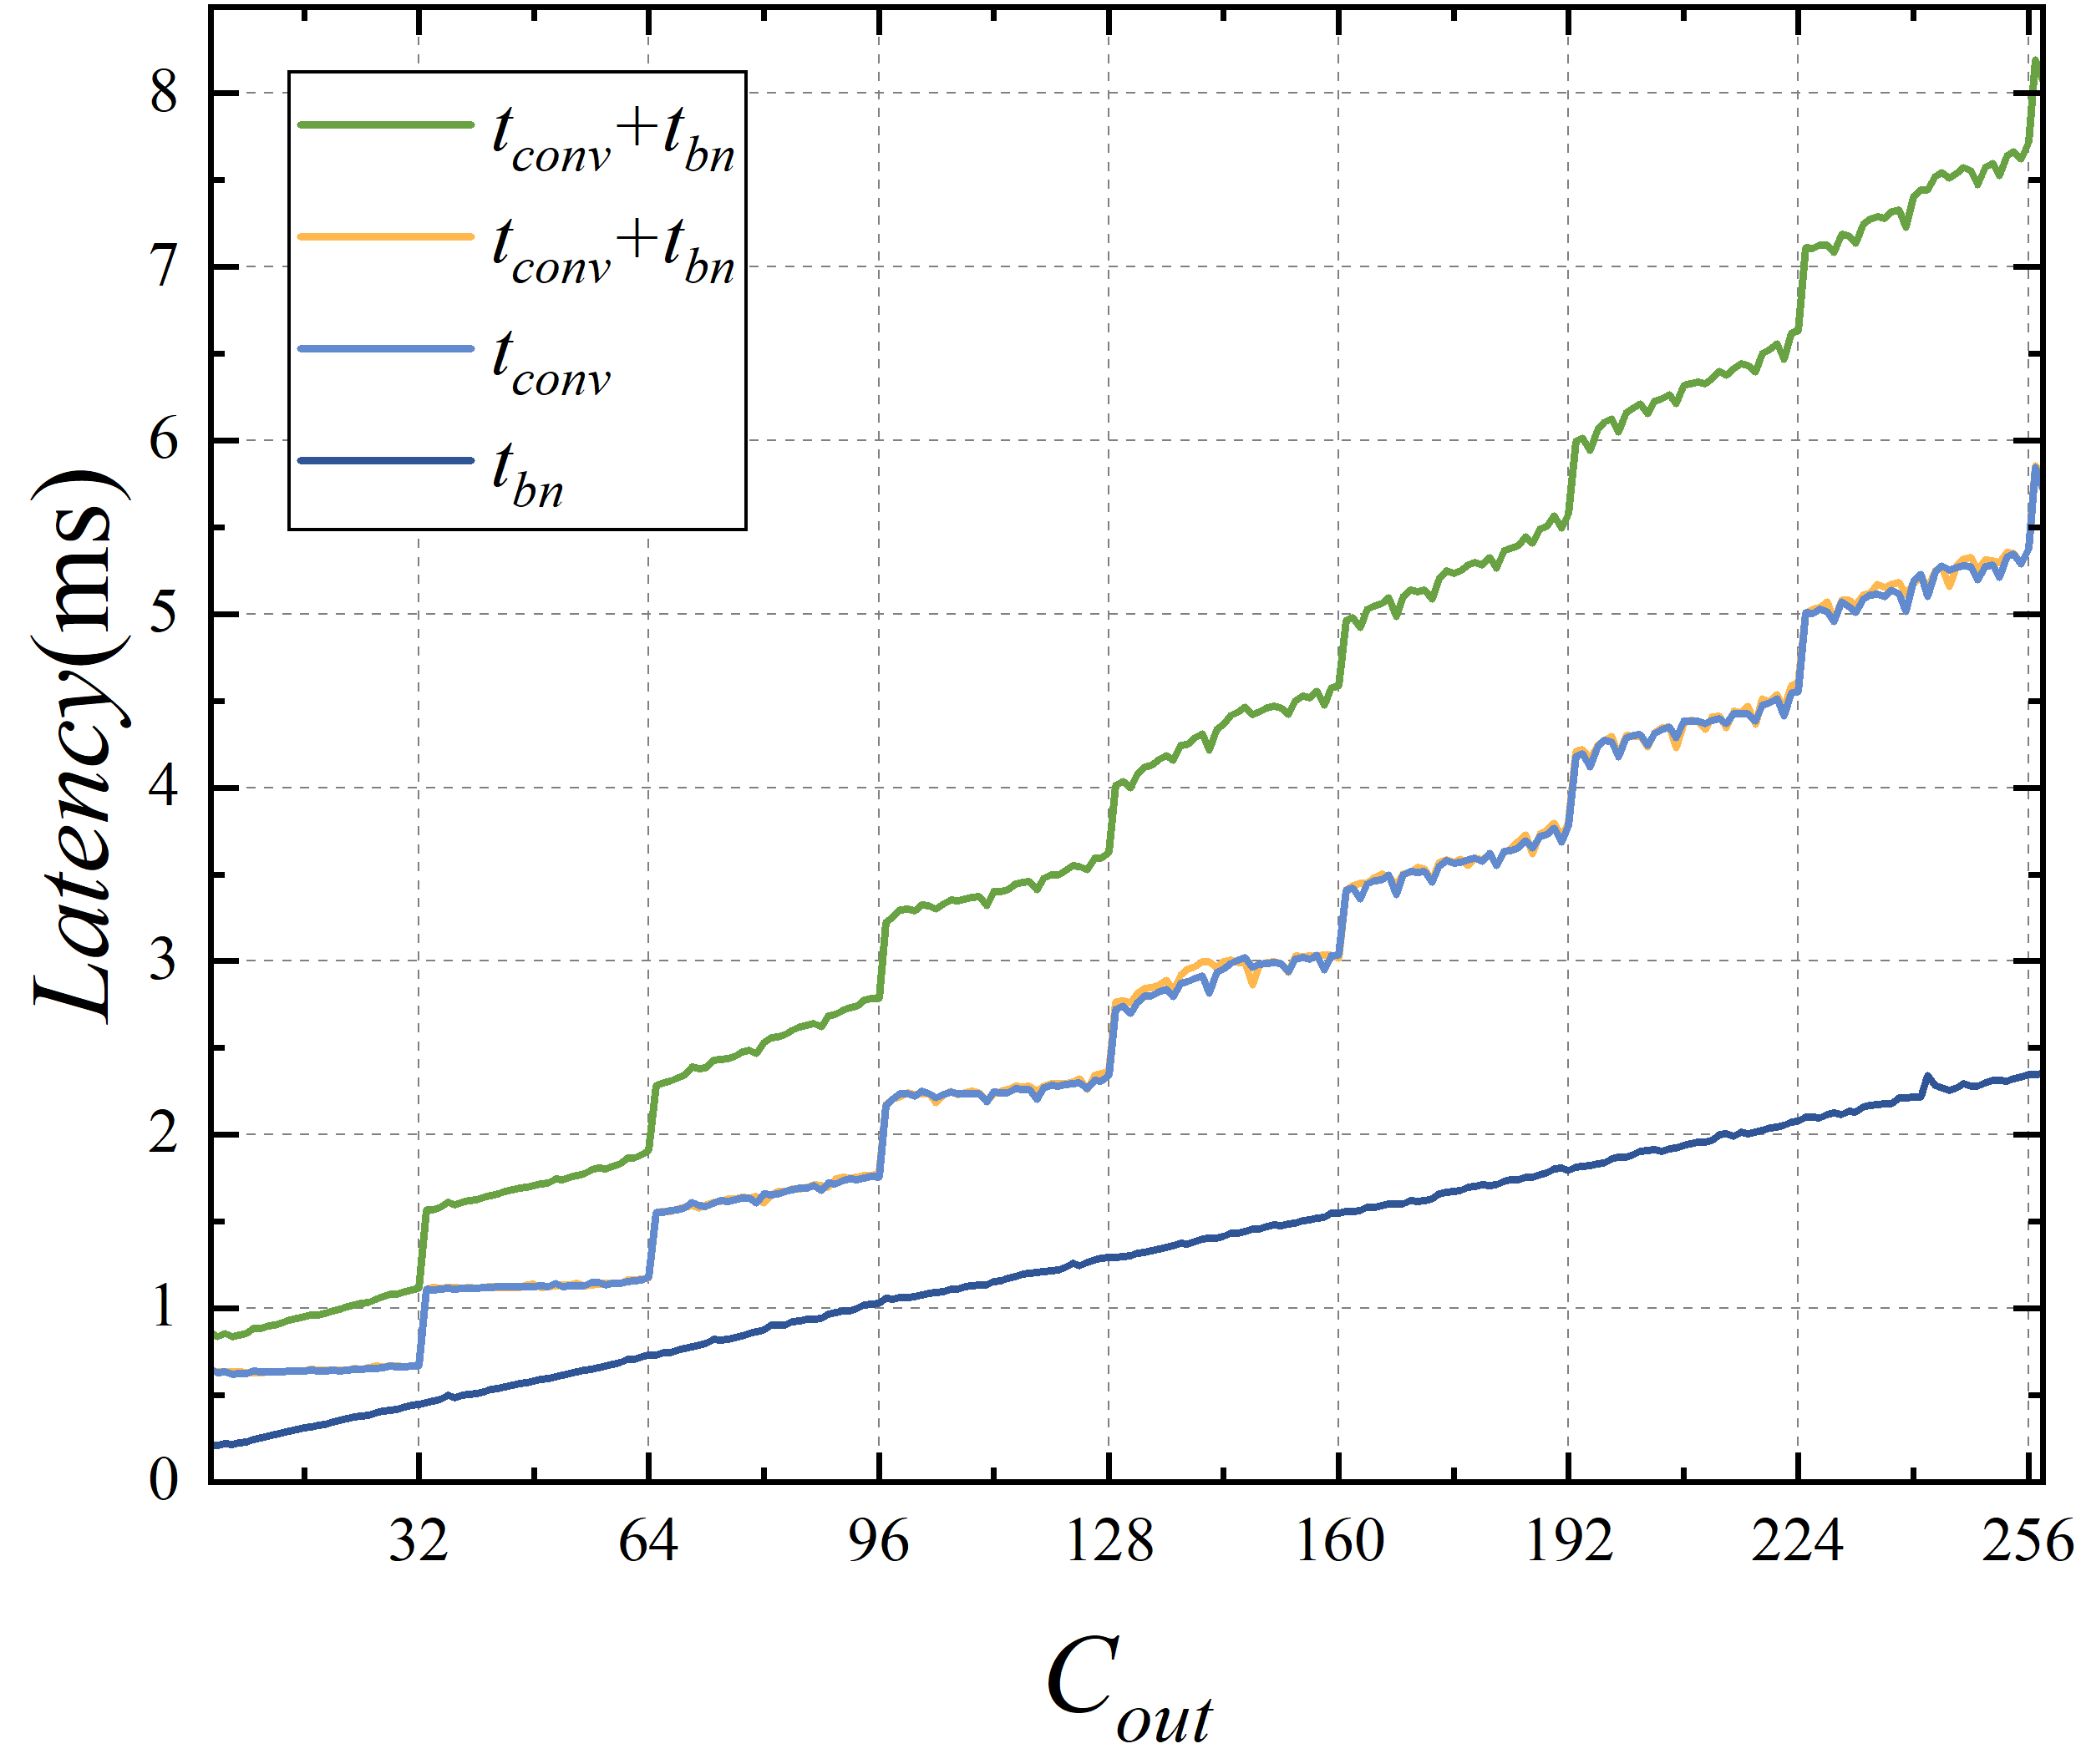 t_conv+t_bn
t_conv+t_bn
t_conv
t_bn
Latency(ms)
8
7
6
5
4
3
2
1
0
32 64 96 128 160 192 224 256
C_out